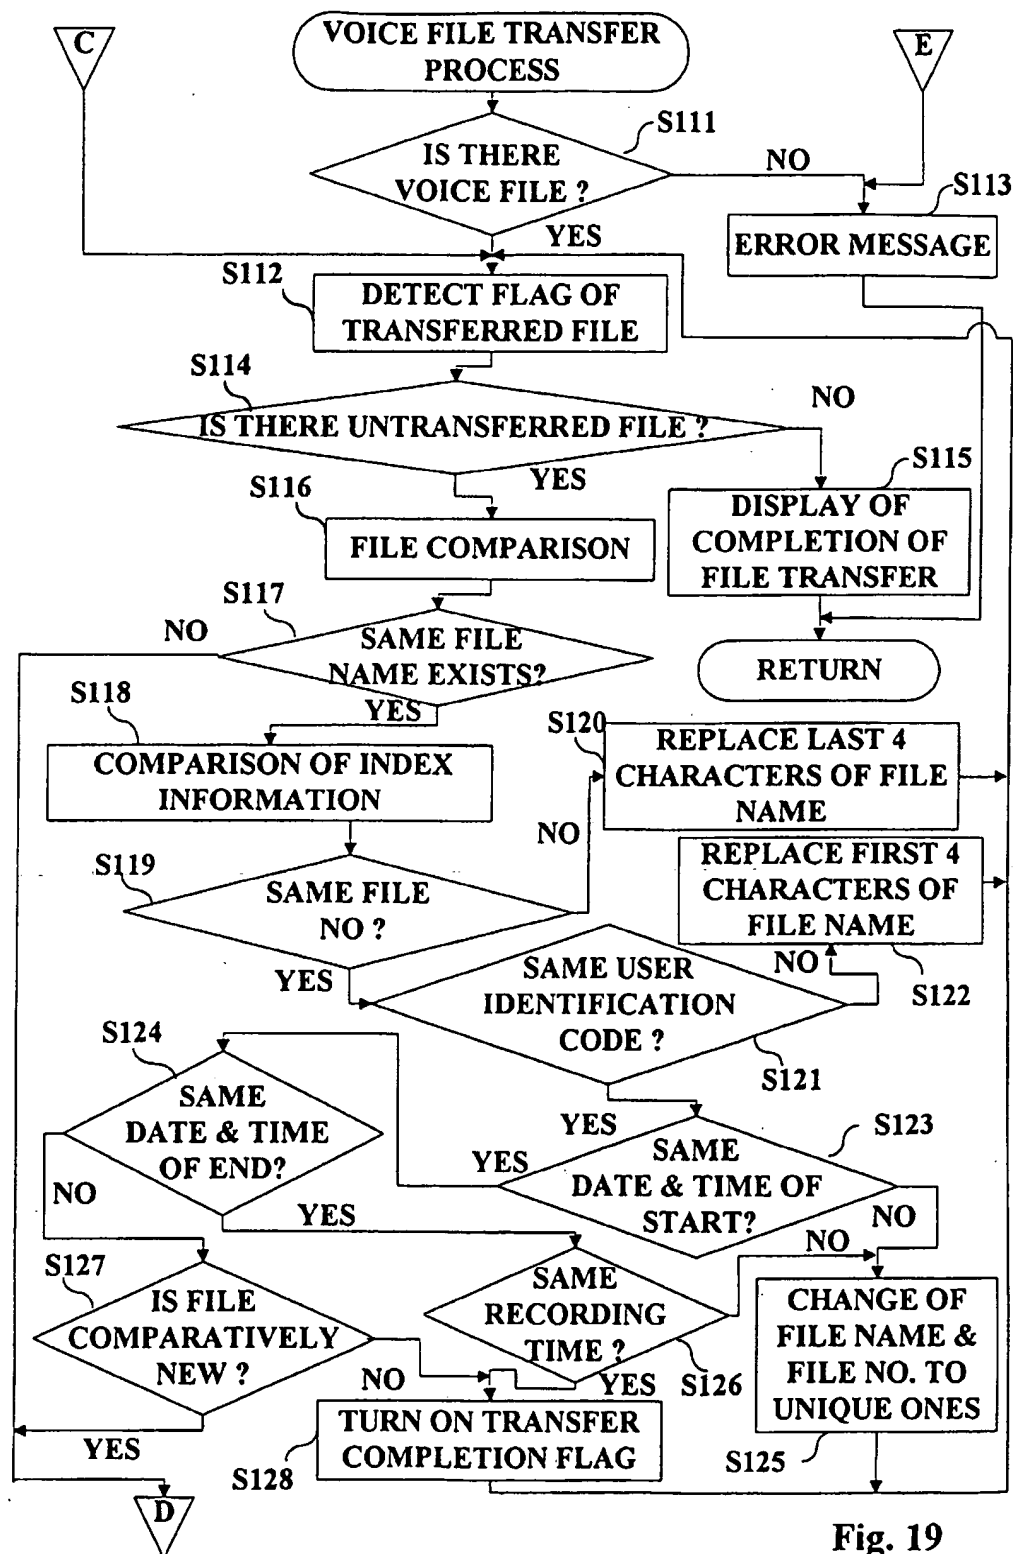 C
VOICE FILE TRANSFER
PROCESS
E
S111
IS THERE
VOICE FILE ?
NO
S113
YES
ERROR MESSAGE
S112
DETECT FLAG OF
TRANSFERRED FILE
S114
NO
IS THERE UNTRANSFERRED FILE ?
YES
S115
S116
DISPLAY OF
COMPLETION OF
FILE TRANSFER
FILE COMPARISON
S117
NO
SAME FILE
NAME EXISTS?
RETURN
S118
YES
S120
COMPARISON OF INDEX
INFORMATION
REPLACE LAST 4
CHARACTERS OF FILE
NAME
NO
S119
SAME FILE
NO ?
REPLACE FIRST 4
CHARACTERS OF
FILE NAME
YES
SAME USER
IDENTIFICATION
CODE ?
NO
S122
S121
S124
SAME
DATE & TIME
OF END?
YES
S123
YES
SAME
DATE & TIME OF
START?
NO
YES
NO
NO
S127
IS FILE
COMPARATIVELY
NEW ?
SAME
RECORDING
TIME ?
CHANGE OF
FILE NAME &
FILE NO. TO
UNIQUE ONES
NO
YES
S126
TURN ON TRANSFER
COMPLETION FLAG
YES
S128
S125
D
Fig. 19